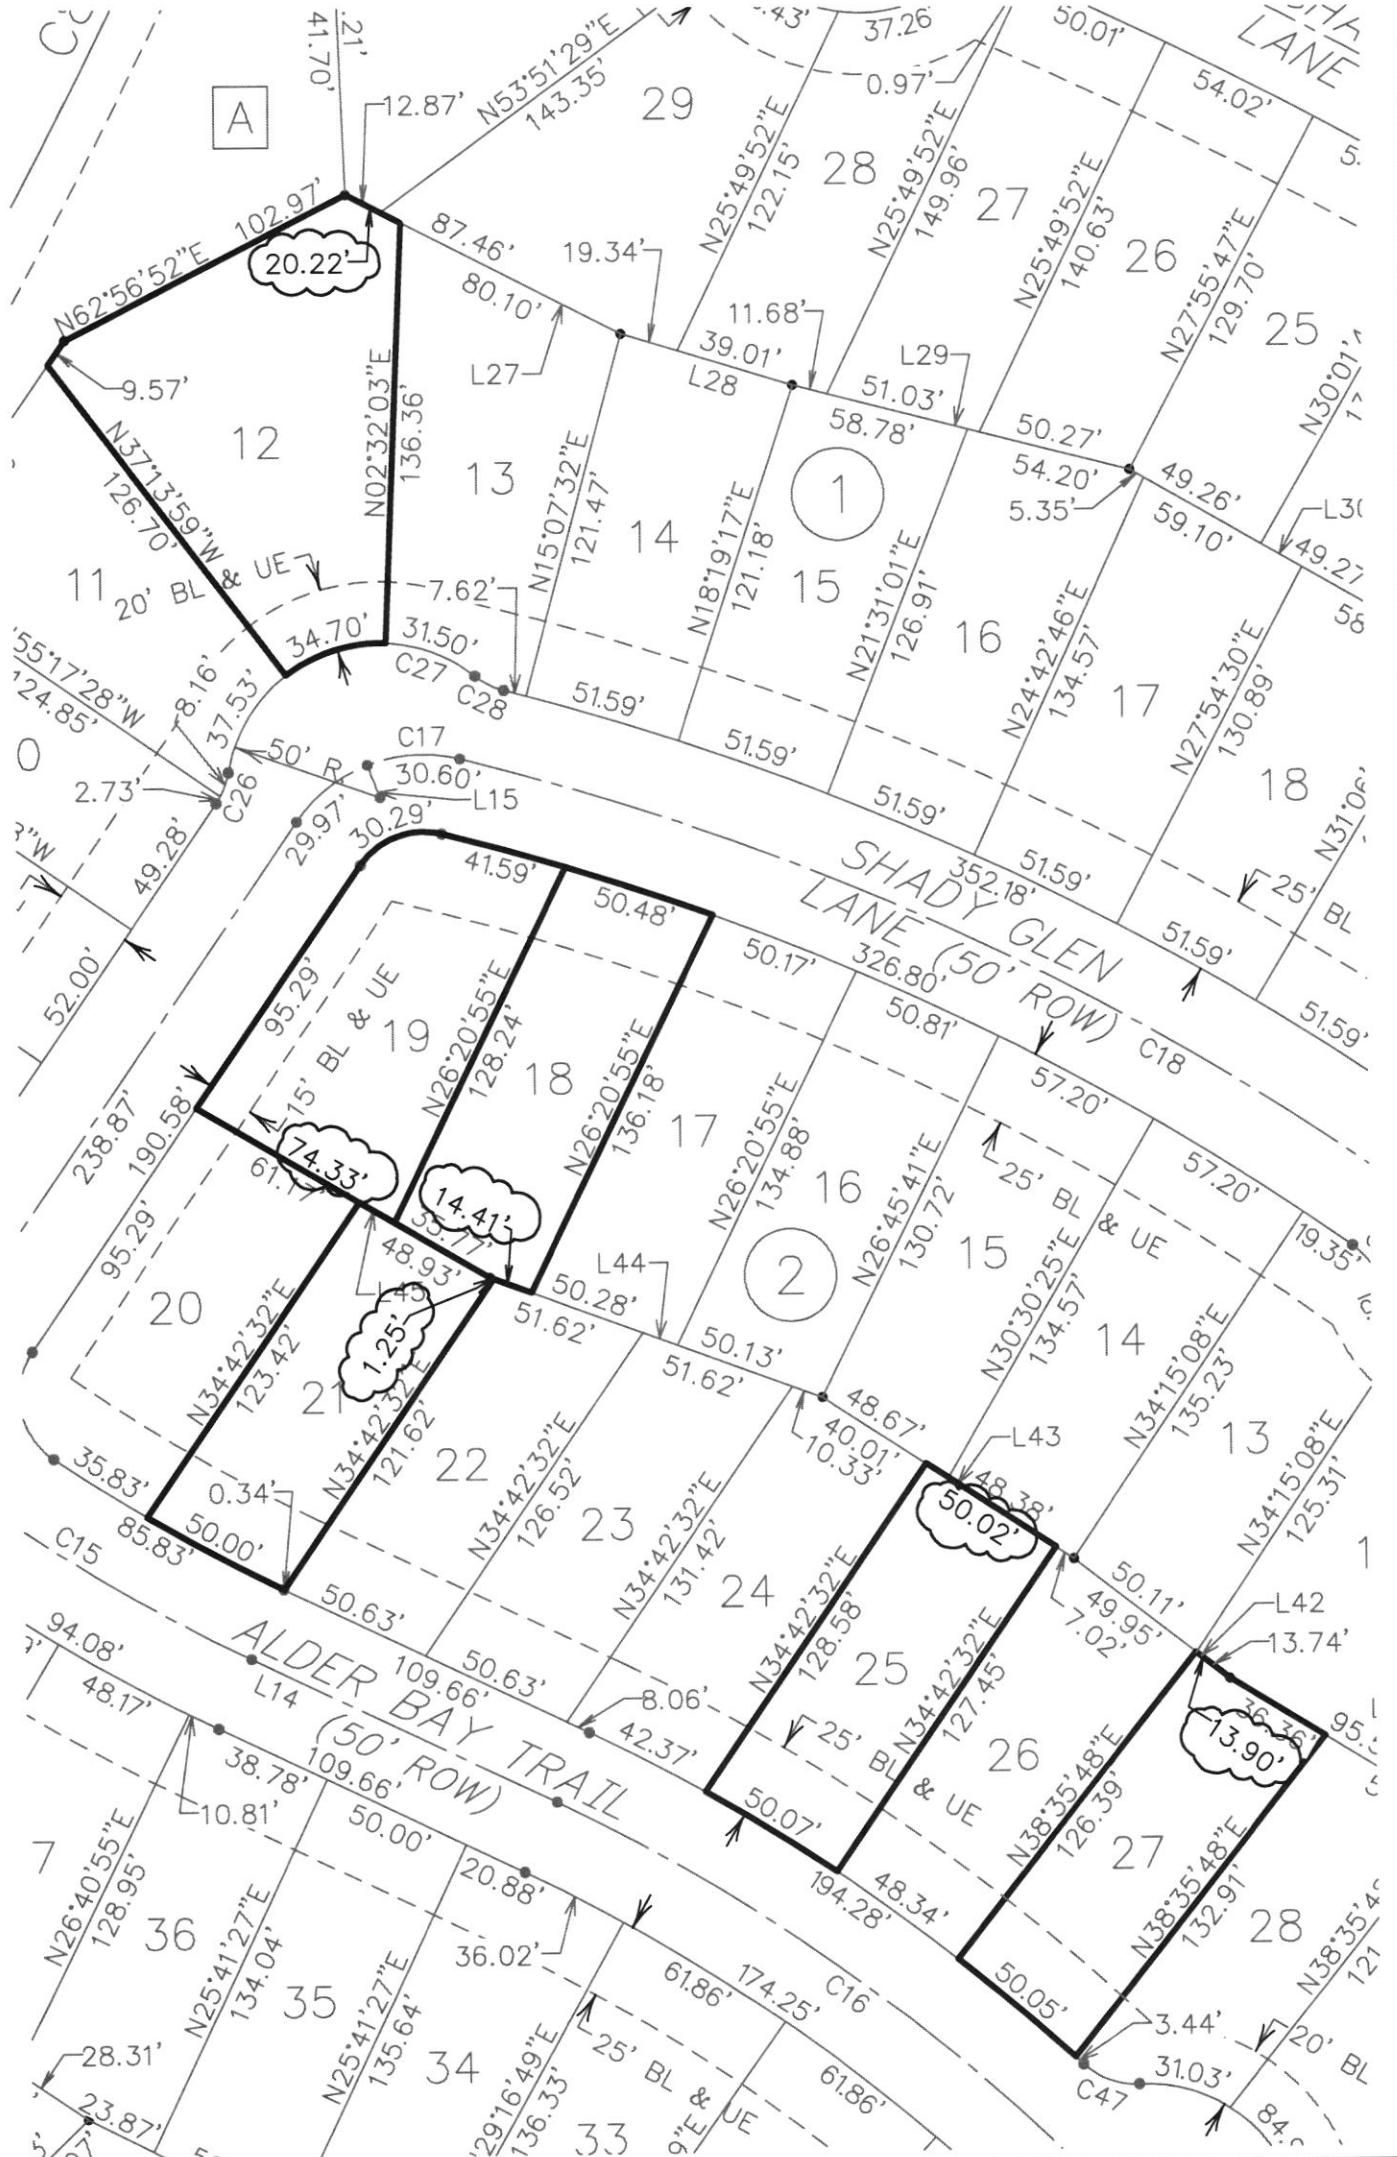 41.70'
12.87'
N53°51'29"E
143.35'
29
37.26
0.97'
50.01'
LANE
54.02'
A
N62°56'52"E 102.97'
20.22'
87.46'
80.10'
19.34'
N25°49'52"E
122.15'
28
N25°49'52"E
149.96'
27
N25°49'52"E
140.63'
26
N27°55'47"E
129.70'
25
9.57'
12
N37°13'59"W
126.70'
N02°32'03"E
136.36'
L27
39.01'
L28
11.68'
L29
51.03'
58.78'
50.27'
54.20'
5.35'
49.26'
59.10'
49.27
13
N15°07'32"E
121.47'
14
N18°19'17"E
121.18'
1
15
N21°31'01"E
126.91'
16
N24°42'46"E
134.57'
17
N27°54'30"E
130.89'
18
11
20' BL & UE
7.62'
34.70'
31.50'
C27
C28
51.59'
51.59'
51.59'
51.59'
51.59'
51.59'
352.18'
25' BL
55°17'28"W
124.85'
8.16'
37.53'
50' R
C17
30.60'
L15
2.73'
C26
29.97'
30.29'
49.28'
52.00'
41.59'
50.48'
SHADY GLEN
LANE (50' ROW)
C18
50.17'
326.80'
50.81'
57.20'
57.20'
19.35'
95.29'
15' BL & UE
19
N26°20'55"E
128.24'
18
N26°20'55"E
136.18'
17
N26°20'55"E
134.88'
16
N26°45'41"E
130.72'
15
N30°30'25"E
134.57'
14
N34°15'08"E
135.23'
13
N34°15'08"E
125.31'
25' BL & UE
2
238.87'
190.58'
95.29'
74.33'
14.41'
35.77'
48.93'
L45
1.25'
50.28'
51.62'
L44
50.13'
51.62'
10.33'
48.67'
40.01'
L43
48.38'
50.02'
20
N34°42'32"E
123.42'
21
N34°42'32"E
121.62'
22
N34°42'32"E
126.52'
23
N34°42'32"E
131.42'
24
N34°42'32"E
128.58'
25
N34°42'32"E
127.45'
26
7.02'
49.95'
50.11'
L42
13.74'
36.36'
13.90'
N38°35'48"E
126.39'
27
N38°35'48"E
132.91'
28
35.83'
85.83'
50.00'
0.34'
50.63'
50.63'
109.66'
8.06'
42.37'
25' BL & UE
50.07'
194.28'
48.34'
50.05'
3.44'
31.03'
C47
20' BL
C15
L14
ALDER BAY TRAIL
(50' ROW)
C16
94.08'
48.17'
38.78'
109.66'
10.81'
50.00'
20.88'
36.02'
61.86'
174.25'
61.86'
7
N26°40'55"E
128.95'
36
N25°41'27"E
134.04'
35
N25°41'27"E
135.64'
34
29°16'49"E
136.33'
33
25' BL & UE
28.31'
23.87'